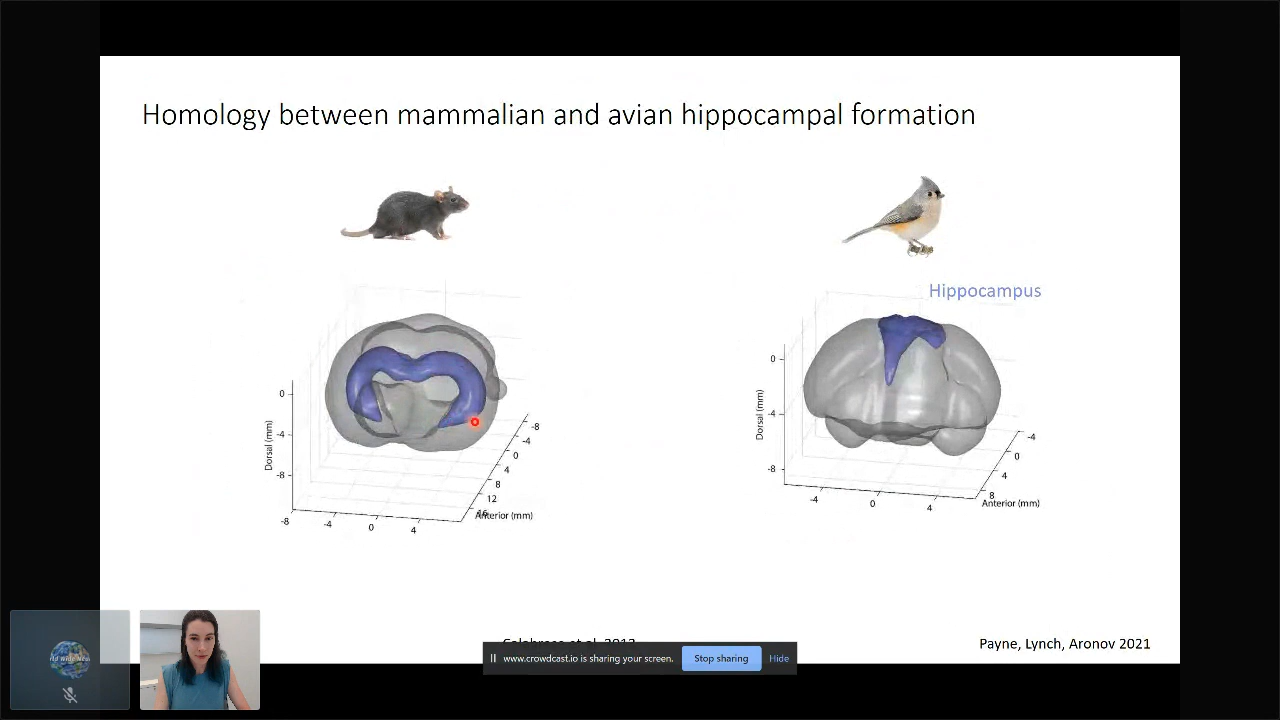 Homology between mammalian and avian hippocampal formation
Hippocampus
0
-4
-8
Dorsal (mm)
-8
-4
0
4
-8
-4
0
4
8
12
Anterior (mm)
0
-4
-8
Dorsal (mm)
-4
0
4
-4
0
4
8
Anterior (mm)
Payne, Lynch, Aronov 2021
www.crowdcast.io is sharing your screen.
Stop sharing
Hide